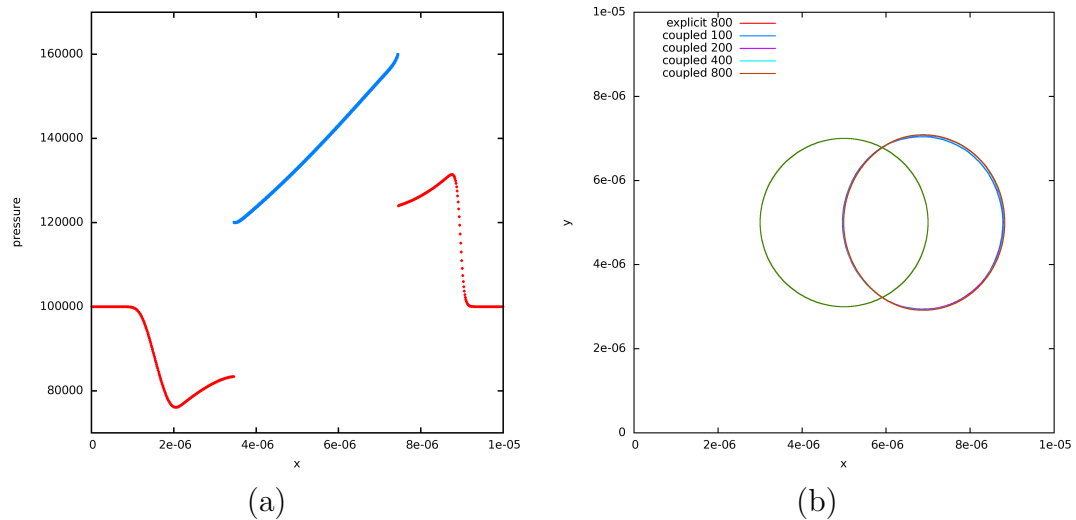 160000
140000
120000
100000
80000
pressure
0
2e-06
4e-06
6e-06
8e-06
1e-05
x
(a)
explicit 800
coupled 100
coupled 200
coupled 400
coupled 800
1e-05
8e-06
6e-06
4e-06
2e-06
0
y
0
2e-06
4e-06
6e-06
8e-06
1e-05
x
(b)